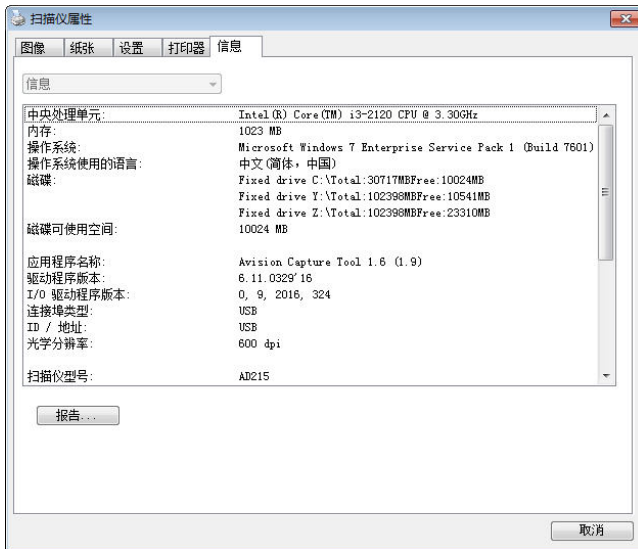 扫描仪属性
图像 纸张 设置 打印器 信息
信息
中央处理单元: Intel(R) Core(TM) i3-2120 CPU @ 3.30GHz
内存: 1023 MB
操作系统: Microsoft Windows 7 Enterprise Service Pack 1 (Build 7601)
操作系统使用的语言: 中文(简体，中国)
磁碟: Fixed drive C:\Total:30717MBFree:10024MB
Fixed drive Y:\Total:102398MBFree:10541MB
Fixed drive Z:\Total:102398MBFree:23310MB
磁碟可使用空间: 10024 MB
应用程序名称: Avision Capture Tool 1.6 (1.9)
驱动程序版本: 6.11.0329'16
I/O 驱动程序版本: 0, 9, 2016, 324
连接埠类型: USB
ID / 地址: USB
光学分辨率: 600 dpi
扫描仪型号: AD215
报告...
取消